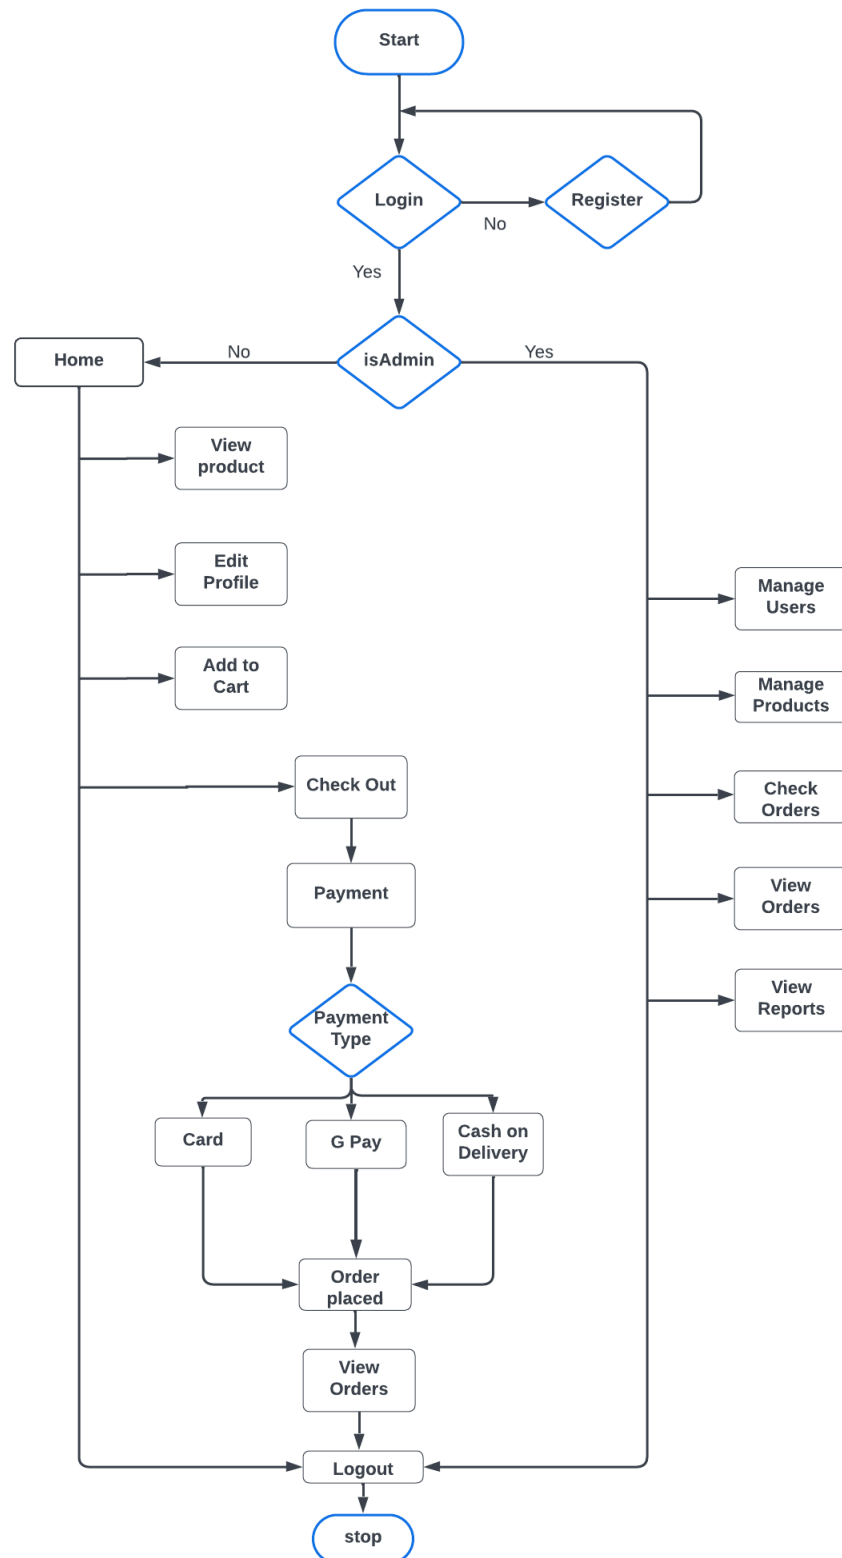 Start
Login
No
Register
Yes
Home
No
isAdmin
Yes
View
product
Edit
Profile
Manage
Users
Add to
Cart
Manage
Products
Check Out
Check
Orders
Payment
View
Orders
View
Reports
Payment
Type
Card
G Pay
Cash on
Delivery
Order
placed
View
Orders
Logout
stop